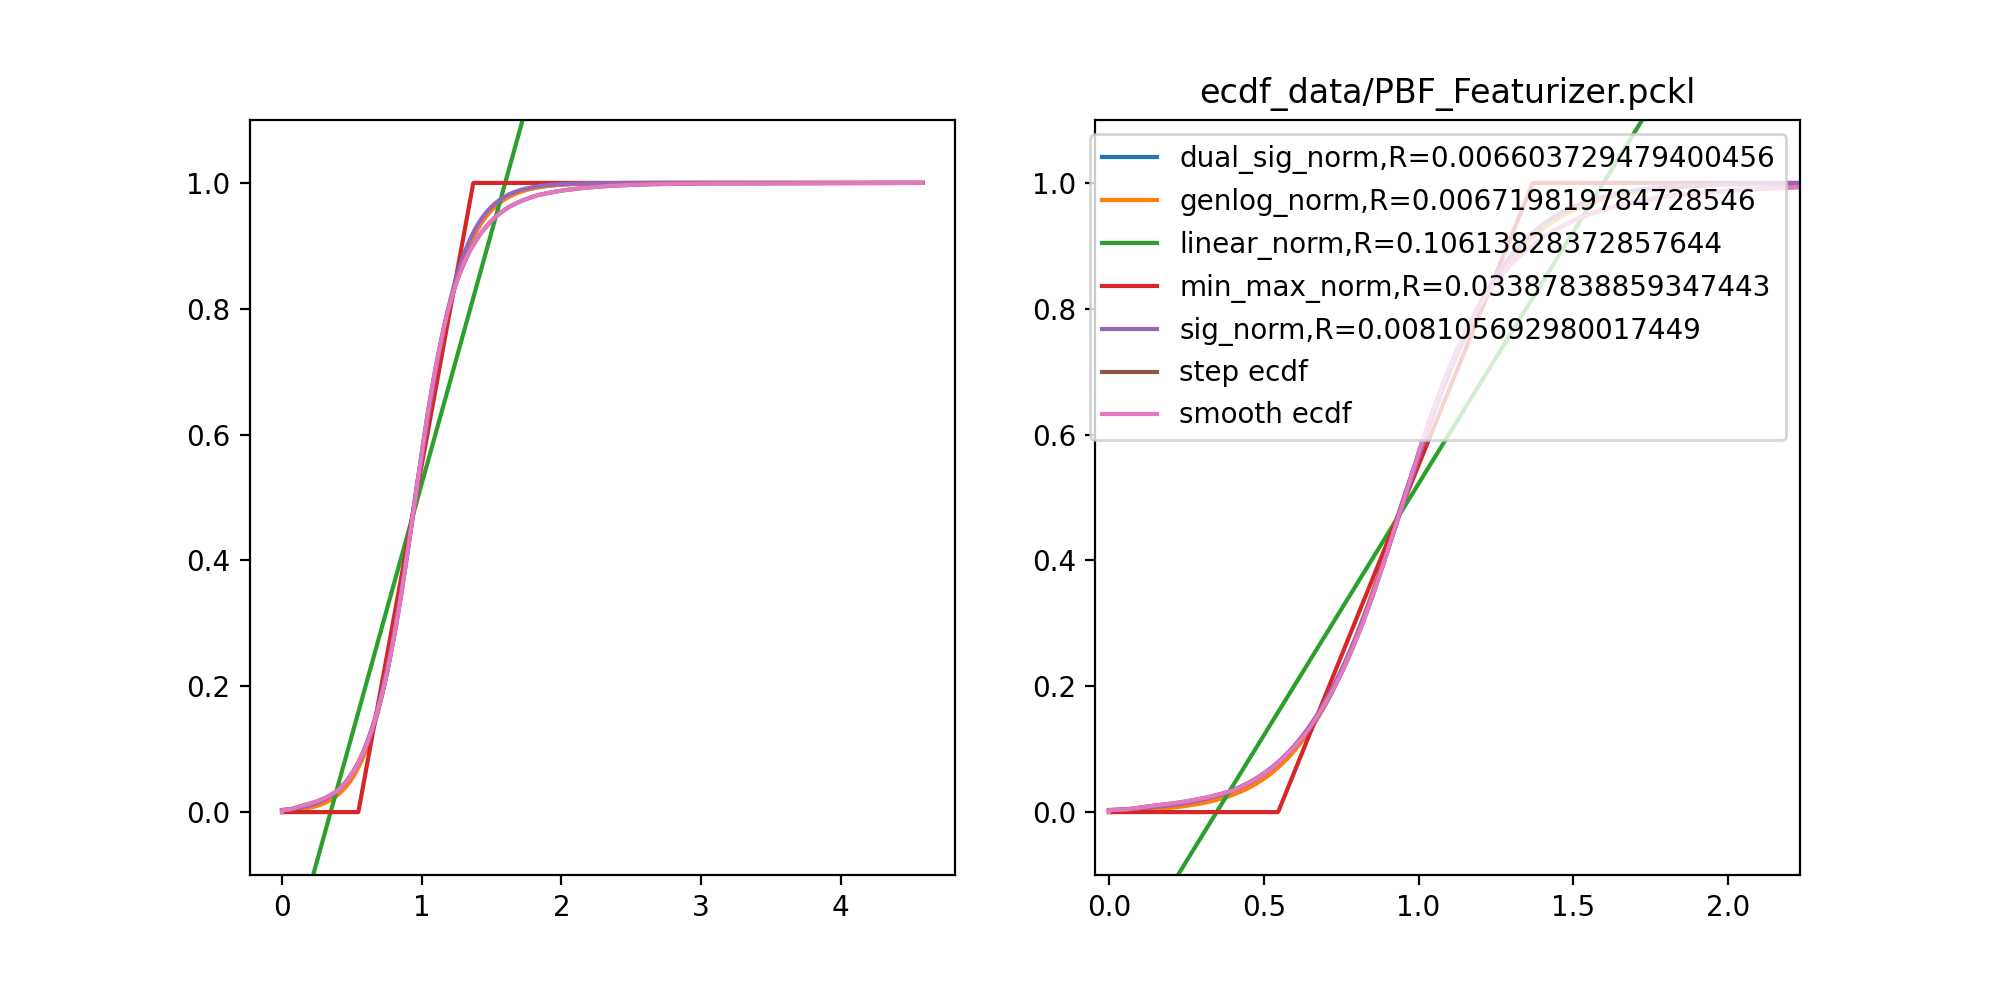 ecdf_data/PBF_Featurizer.pckl
1.0
0.8
0.6
0.4
0.2
0.0
0 1 2 3 4
1.0
0.8
0.6
0.4
0.2
0.0
0.0 0.5 1.0 1.5 2.0
dual_sig_norm,R=0.006603729479400456
genlog_norm,R=0.006719819784728546
linear_norm,R=0.10613828372857644
min_max_norm,R=0.03387838859347443
sig_norm,R=0.008105692980017449
step ecdf
smooth ecdf